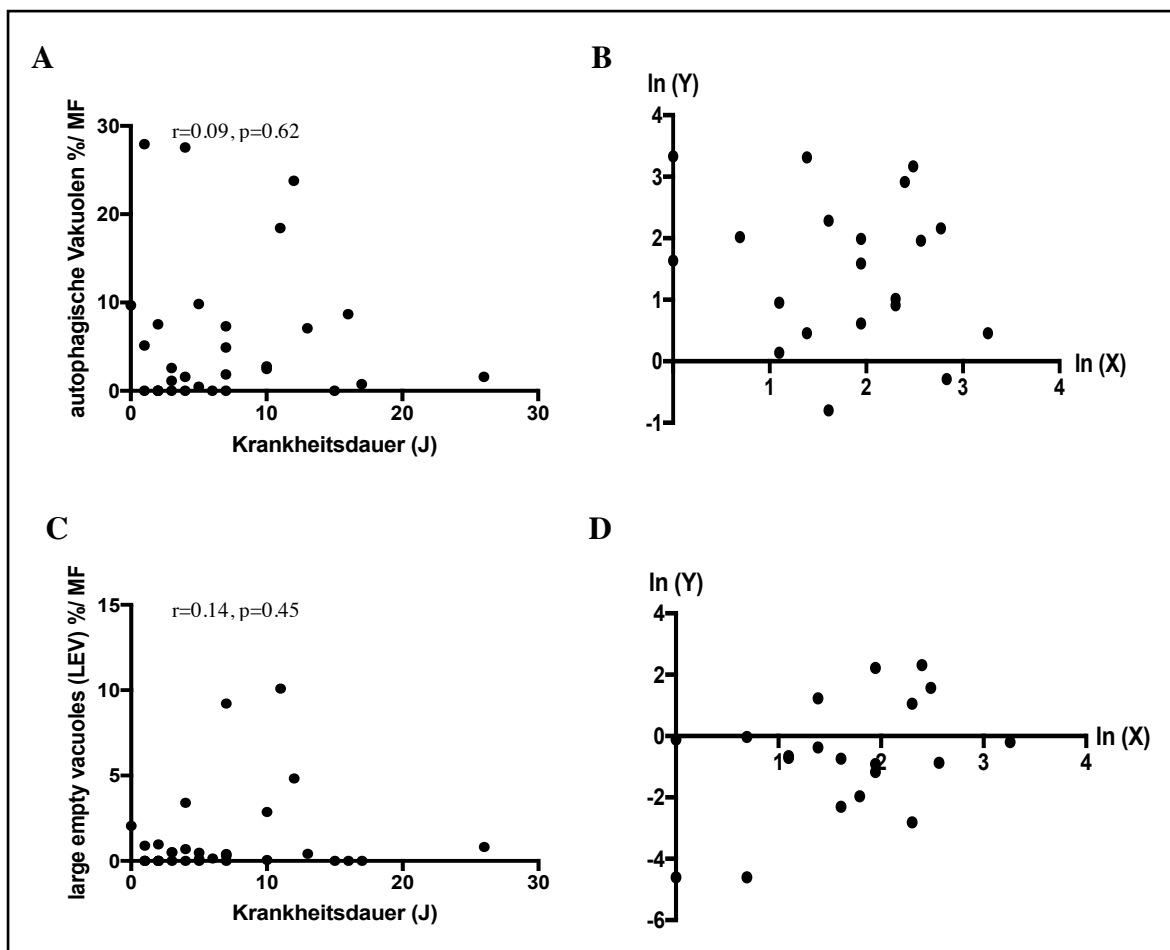 A
r=0.09, p=0.62
autophagische Vakuolen %/ MF
30
20
10
0
0
10
20
30
Krankheitsdauer (J)
B
ln (Y)
4
3
2
1
0
-1
1
2
3
4
ln (X)
C
r=0.14, p=0.45
large empty vacuoles (LEV) %/ MF
15
10
5
0
0
10
20
30
Krankheitsdauer (J)
D
ln (Y)
4
2
0
-2
-4
-6
1
2
3
4
ln (X)